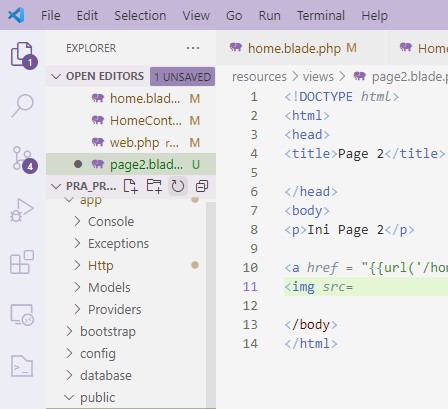 File Edit Selection View Go Run Terminal Help
EXPLORER
OPEN EDITORS 1 UNSAVED
home.blad... M
HomeCont... M
web.php r... M
page2.blad... U
PRA_PR...
app
Console
Exceptions
Http
Models
Providers
bootstrap
config
database
public
1
4
home.blade.php M
Hom
resources > views > page2.blade.p
1 <!DOCTYPE html>
2 <html>
3 <head>
4 <title>Page 2</title>
5
6 </head>
7 <body>
8 <p>Ini Page 2</p>
9
10 <a href = "{{url('/ho
11 <img src=
12
13 </body>
14 </html>